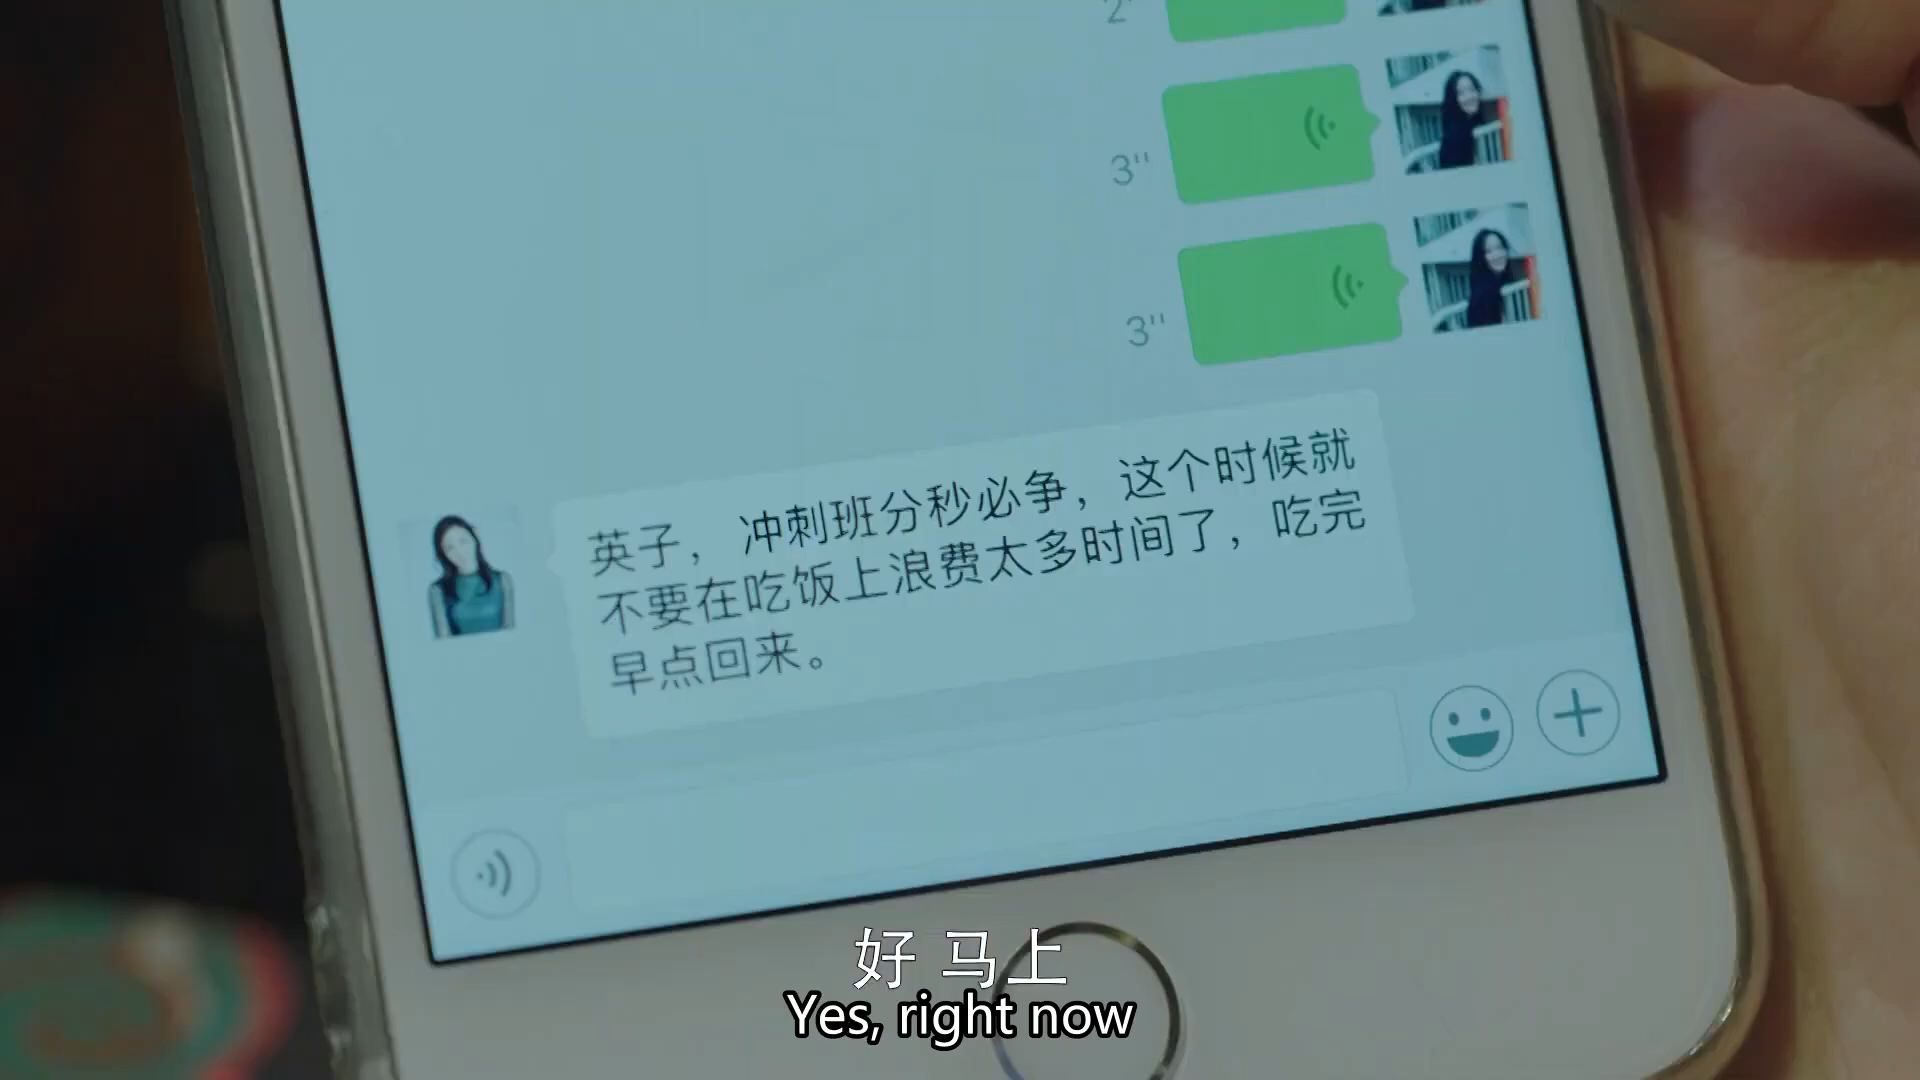 2"
3"
3"
英子，冲刺班分秒必争，这个时候就
不要在吃饭上浪费太多时间了，吃完
早点回来。
好 马上
Yes, right now